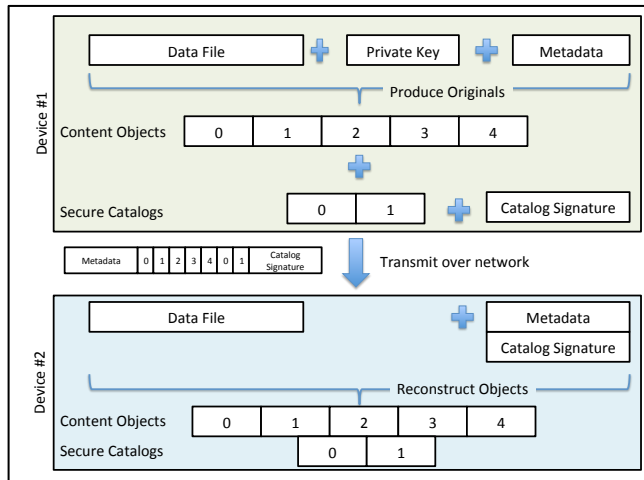 Device #1
Data File
Private Key
Metadata
Produce Originals
Content Objects
0 1 2 3 4
Secure Catalogs
0 1
Catalog Signature
Metadata 0 1 2 3 4 0 1 Catalog
Signature
Transmit over network
Device #2
Data File
Metadata
Catalog Signature
Reconstruct Objects
Content Objects
0 1 2 3 4
Secure Catalogs
0 1